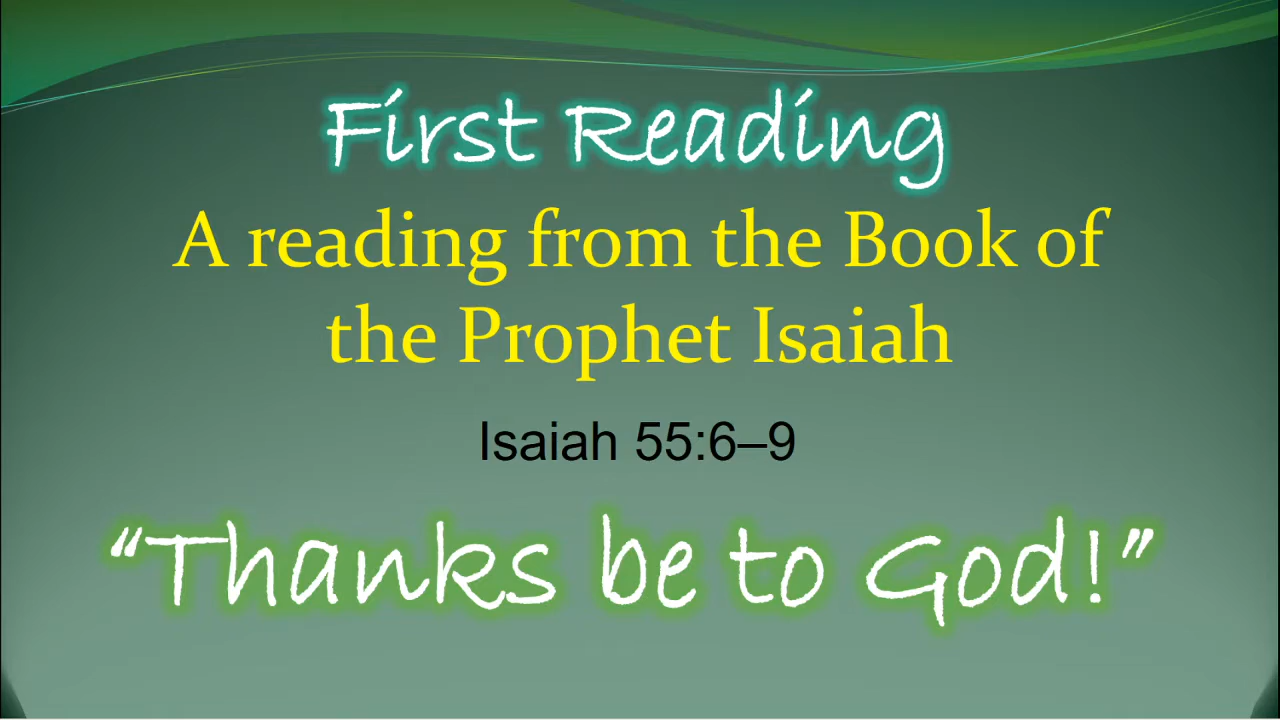 First Reading
A reading from the Book of
the Prophet Isaiah
Isaiah 55:6–9
“Thanks be to God!”